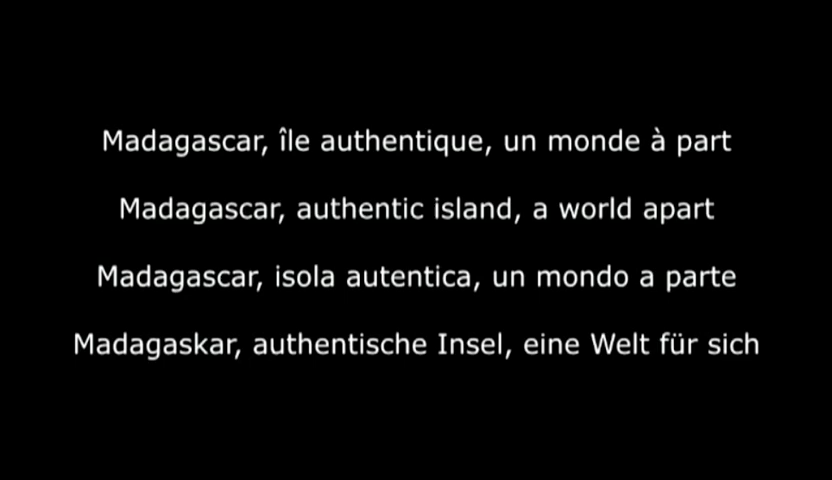 Madagascar, île authentique, un monde à part
Madagascar, authentic island, a world apart
Madagascar, isola autentica, un mondo a parte
Madagaskar, authentische Insel, eine Welt für sich